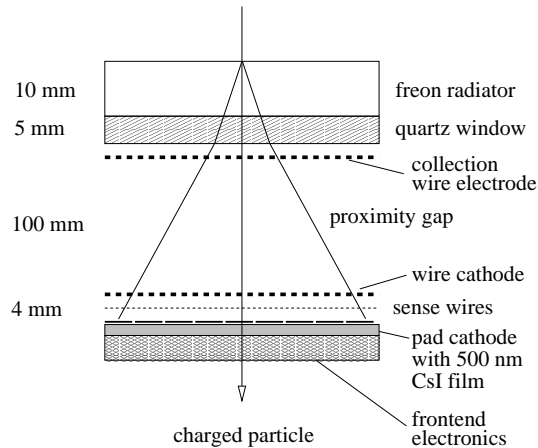 10 mm
freon radiator
5 mm
quartz window
collection
wire electrode
proximity gap
100 mm
wire cathode
4 mm
sense wires
pad cathode
with 500 nm
CsI film
frontend
electronics
charged particle